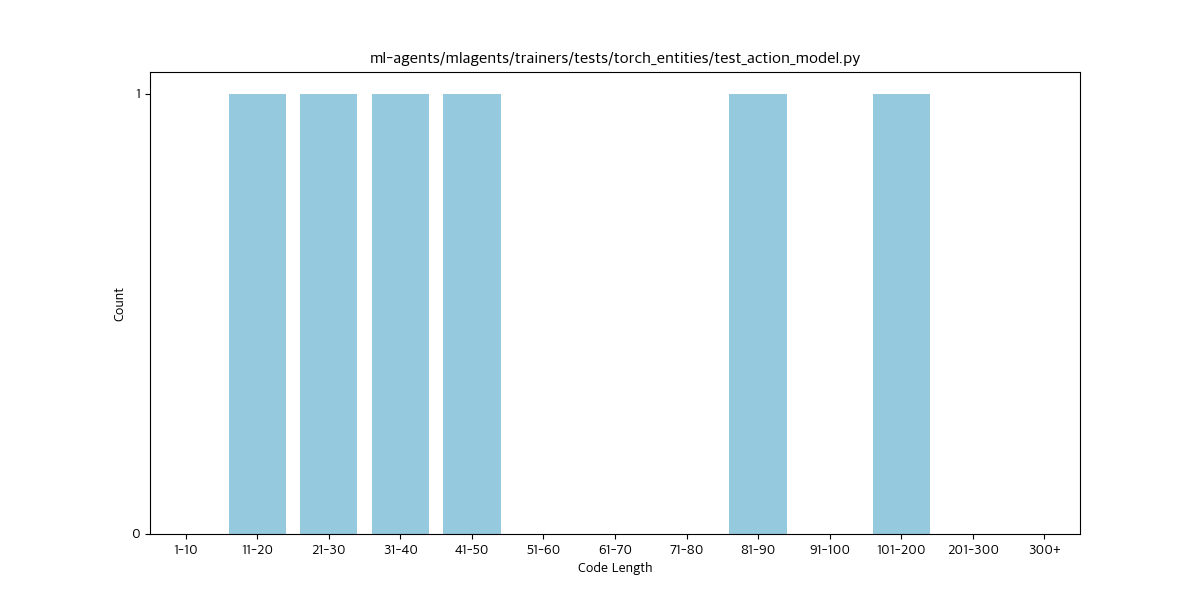 ml-agents/mlagents/trainers/tests/torch_entities/test_action_model.py
1
Count
0
1-10 11-20 21-30 31-40 41-50 51-60 61-70 71-80 81-90 91-100 101-200 201-300 300+
Code Length